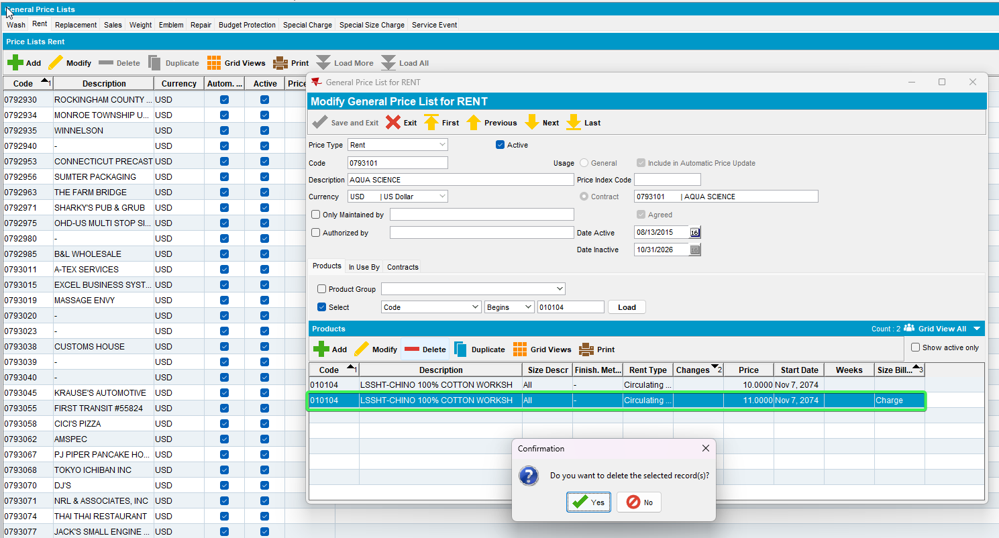 General Price Lists
Wash Rent Replacement Sales Weight Emblem Repair Budget Protection Special Charge Special Size Charge Service Event
Price Lists Rent
Add Modify Delete Duplicate Grid Views Print Load More Load All
Code 1 Description Currency Autom. ... Active Price
0792930 ROCKINGHAM COUNTY ... USD
0792934 MONROE TOWNSHIP U... USD
0792935 WINNELSON USD
0792940 - USD
0792953 CONNECTICUT PRECAST USD
0792956 SUMTER PACKAGING USD
0792963 THE FARM BRIDGE USD
0792971 SHARKY'S PUB & GRUB USD
0792975 OHD-US MULTI STOP SI... USD
0792980 - USD
0792985 B&L WHOLESALE USD
0793011 A-TEX SERVICES USD
0793015 EXCEL BUSINESS SYST... USD
0793019 MASSAGE ENVY USD
0793020 - USD
0793023 - USD
0793038 CUSTOMS HOUSE USD
0793039 - USD
0793040 - USD
0793045 KRAUSE'S AUTOMOTIVE USD
0793055 FIRST TRANSIT #55824 USD
0793058 CICI'S PIZZA USD
0793062 AMSPEC USD
0793067 PJ PIPER PANCAKE HO... USD
0793068 TOKYO ICHIBAN INC USD
0793070 DJ'S USD
0793071 NRL & ASSOCIATES, INC USD
0793074 THAI THAI RESTAURANT USD
0793077 JACK'S SMALL ENGINE ... USD
General Price List for RENT
Modify General Price List for RENT
Save and Exit Exit First Previous Next Last
Price Type Rent Active
Code 0793101 Usage General Include in Automatic Price Update
Description AQUA SCIENCE Price Index Code
Currency USD | US Dollar Contract 0793101 | AQUA SCIENCE
Only Maintained by Agreed
Authorized by Date Active 08/13/2015 16
Date Inactive 10/31/2026 16
Products In Use By Contracts
Product Group
Select Code Begins 010104 Load
Products Count : 2 Grid View All
Add Modify Delete Duplicate Grid Views Print Show active only
Code 1 Description Size Descr Finish. Met... Rent Type Changes 2 Price Start Date Weeks Size Bill... 3
010104 LSSHT-CHINO 100% COTTON WORKSH All - Circulating ... 10.0000 Nov 7, 2074
010104 LSSHT-CHINO 100% COTTON WORKSH All - Circulating ... 11.0000 Nov 7, 2074 Charge
Confirmation
Do you want to delete the selected record(s)?
Yes No